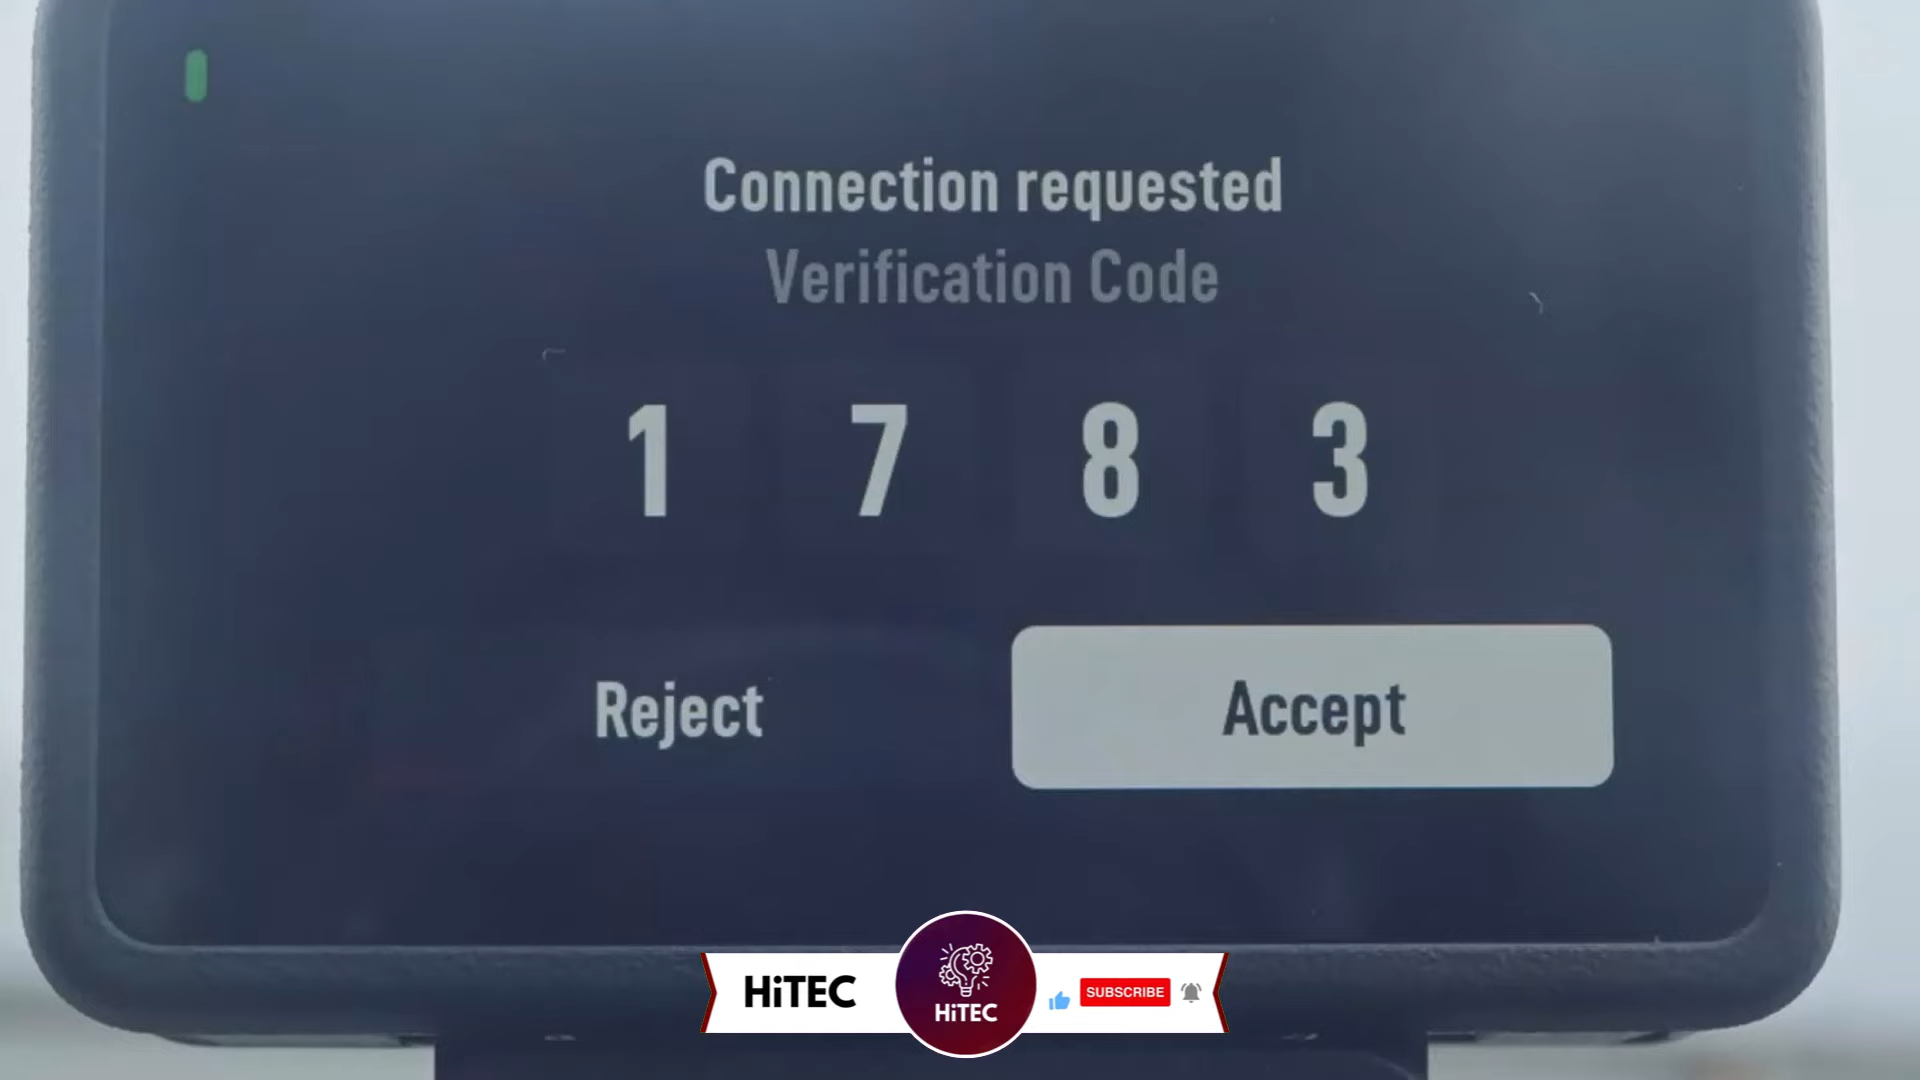 Connection requested
Verification Code
1 7 8 3
Reject Accept
HiTEC
HiTEC
SUBSCRIBE